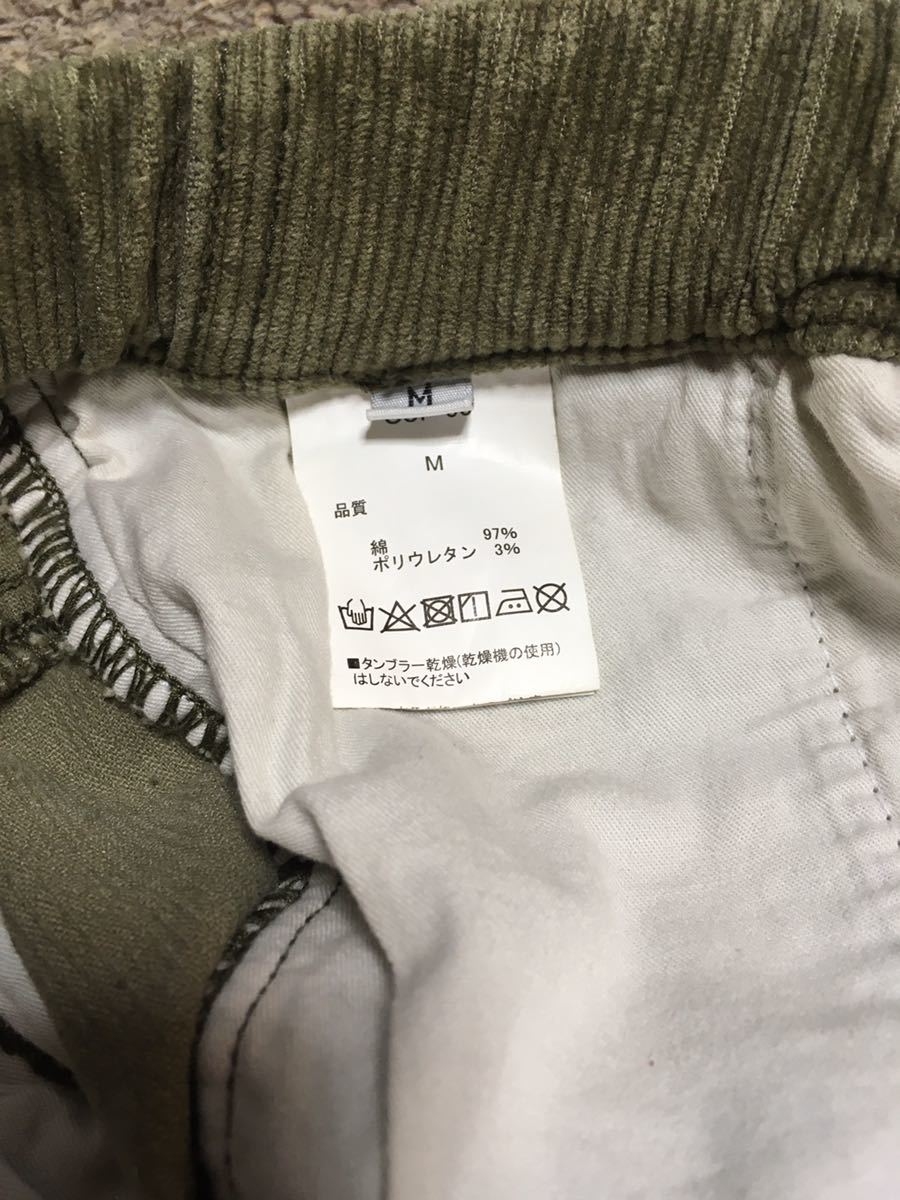 M
M
品質
綿 97%
ポリウレタン 3%
■タンブラー乾燥(乾燥機の使用)
はしないでください